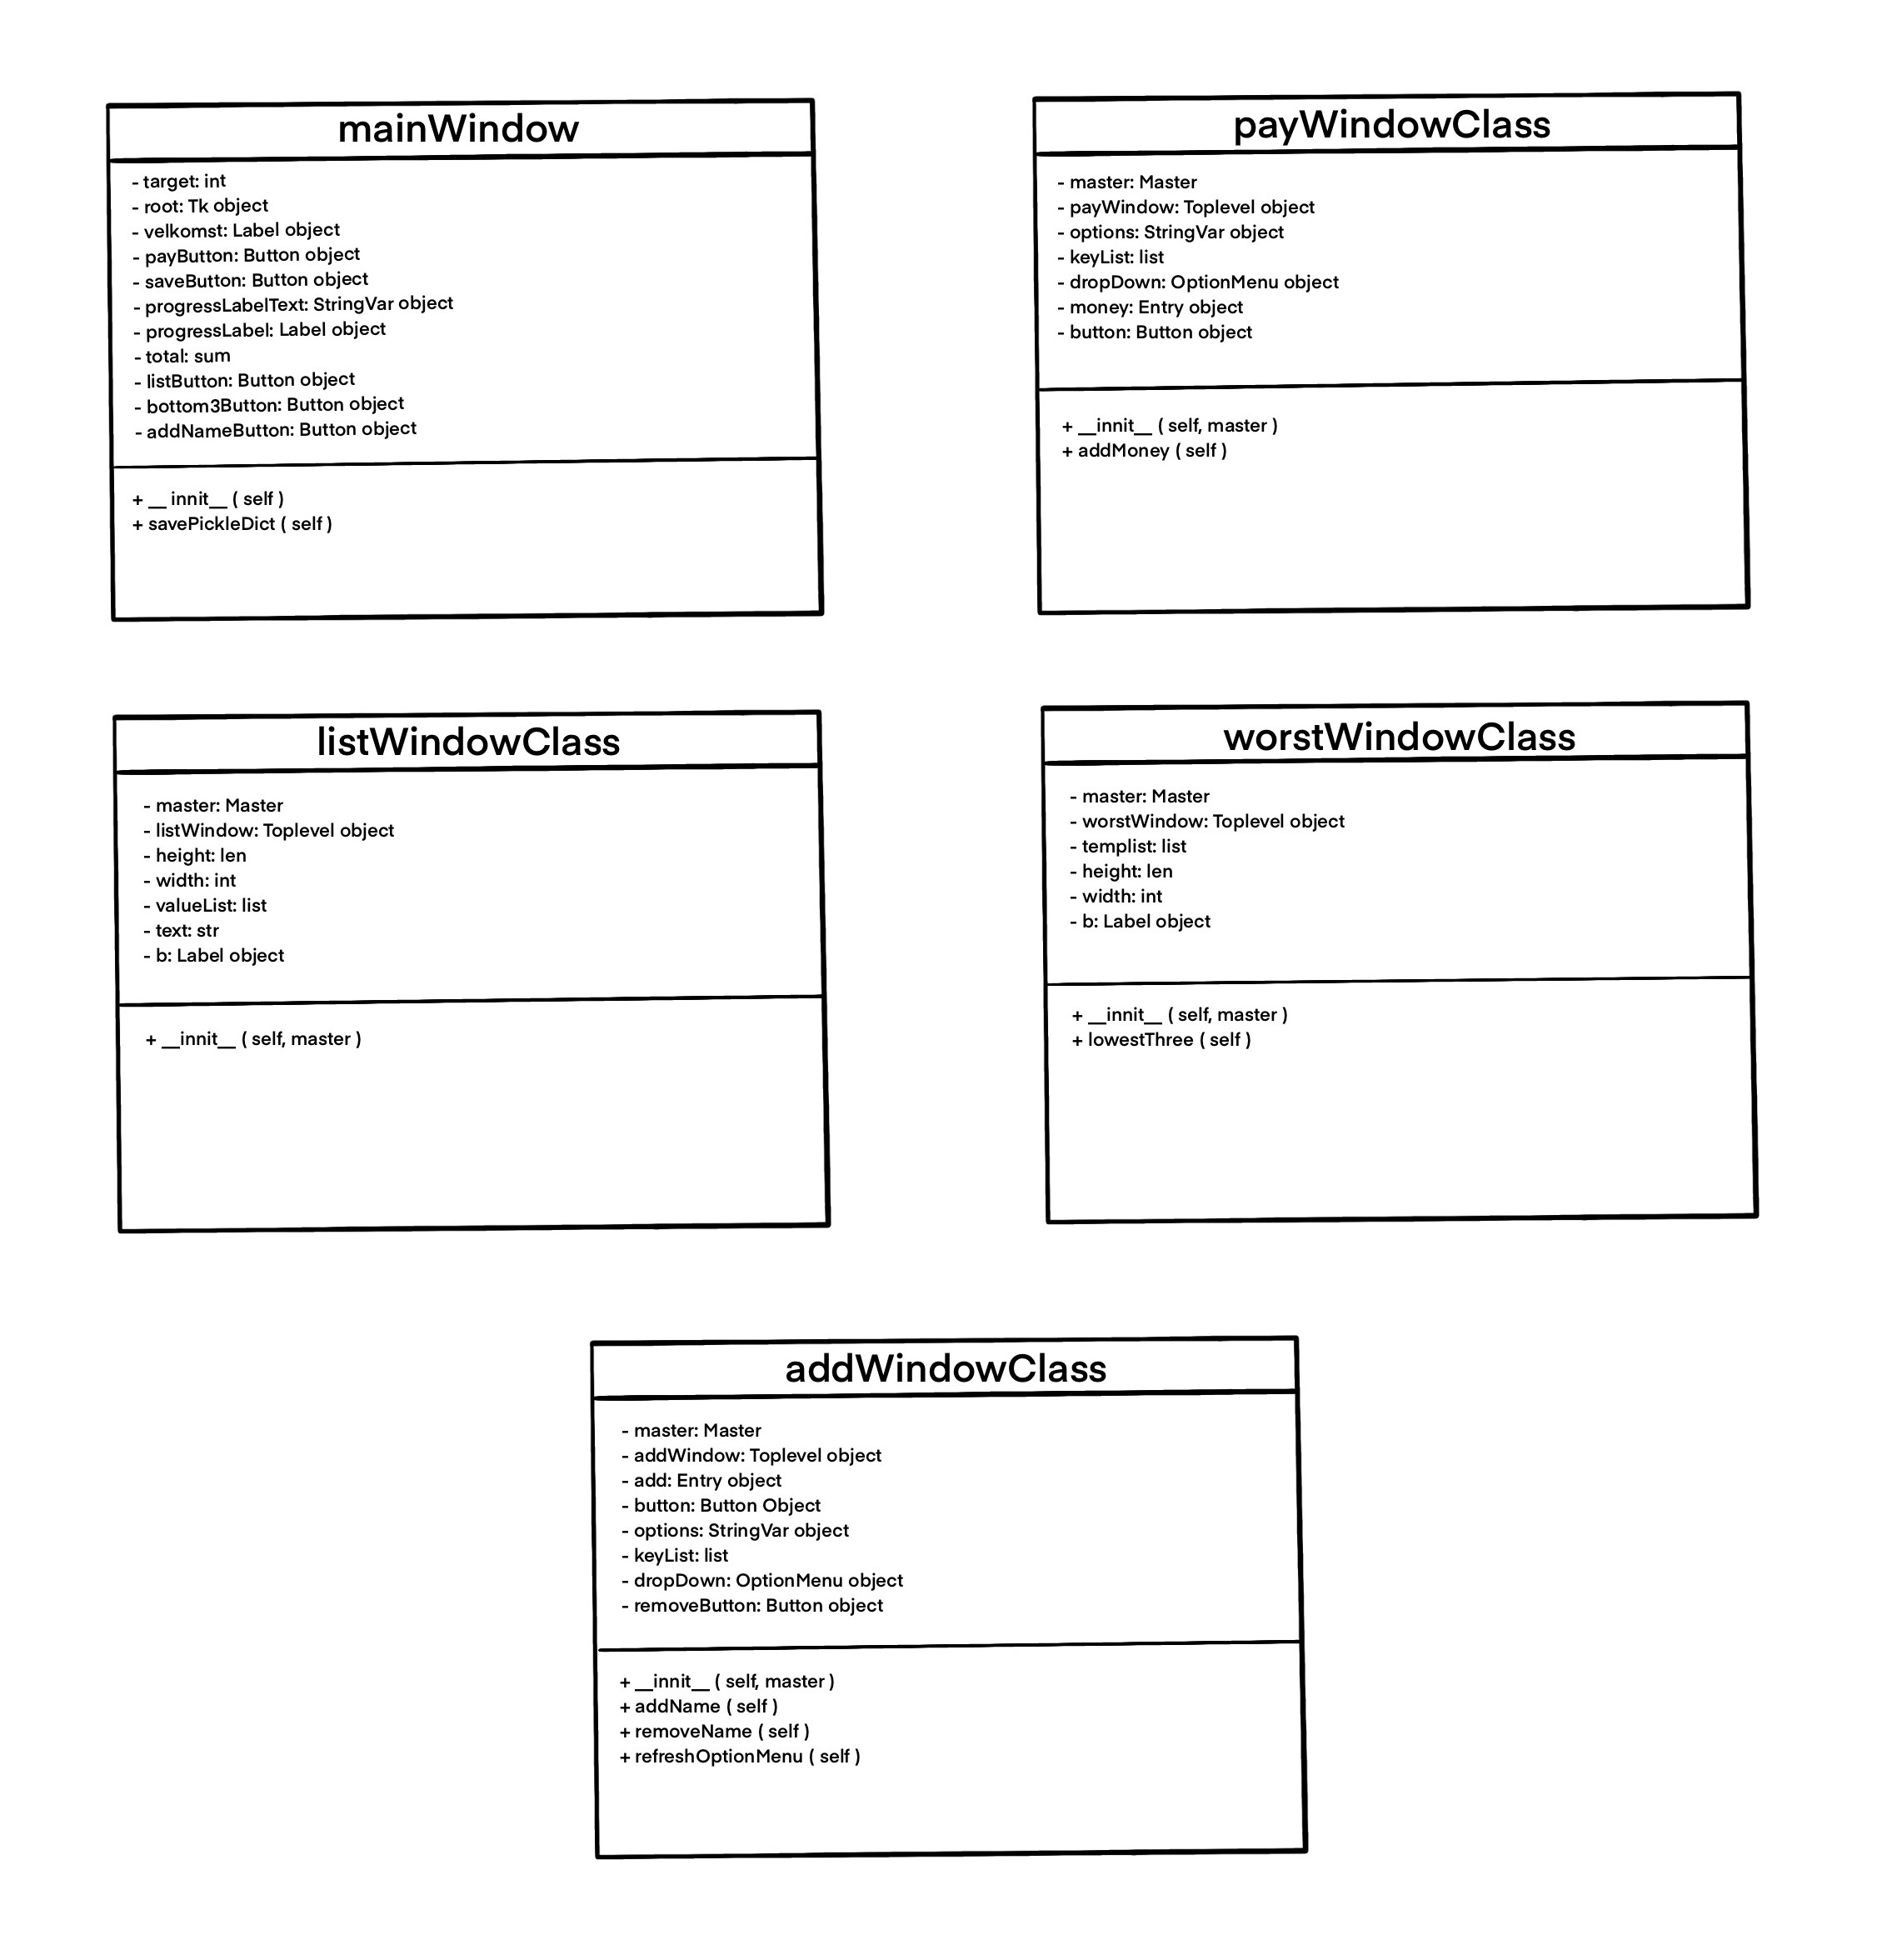 mainWindow
- target: int
- root: Tk object
- velkomst: Label object
- payButton: Button object
- saveButton: Button object
- progressLabelText: StringVar object
- progressLabel: Label object
- total: sum
- listButton: Button object
- bottom3Button: Button object
- addNameButton: Button object
+ __ innit__ ( self )
+ savePickleDict ( self )
payWindowClass
- master: Master
- payWindow: Toplevel object
- options: StringVar object
- keyList: list
- dropDown: OptionMenu object
- money: Entry object
- button: Button object
+ __innit__ ( self, master )
+ addMoney ( self )
listWindowClass
- master: Master
- listWindow: Toplevel object
- height: len
- width: int
- valueList: list
- text: str
- b: Label object
+ __innit__ ( self, master )
worstWindowClass
- master: Master
- worstWindow: Toplevel object
- templist: list
- height: len
- width: int
- b: Label object
+ __innit__ ( self, master )
+ lowestThree ( self )
addWindowClass
- master: Master
- addWindow: Toplevel object
- add: Entry object
- button: Button Object
- options: StringVar object
- keyList: list
- dropDown: OptionMenu object
- removeButton: Button object
+ __innit__ ( self, master )
+ addName ( self )
+ removeName ( self )
+ refreshOptionMenu ( self )